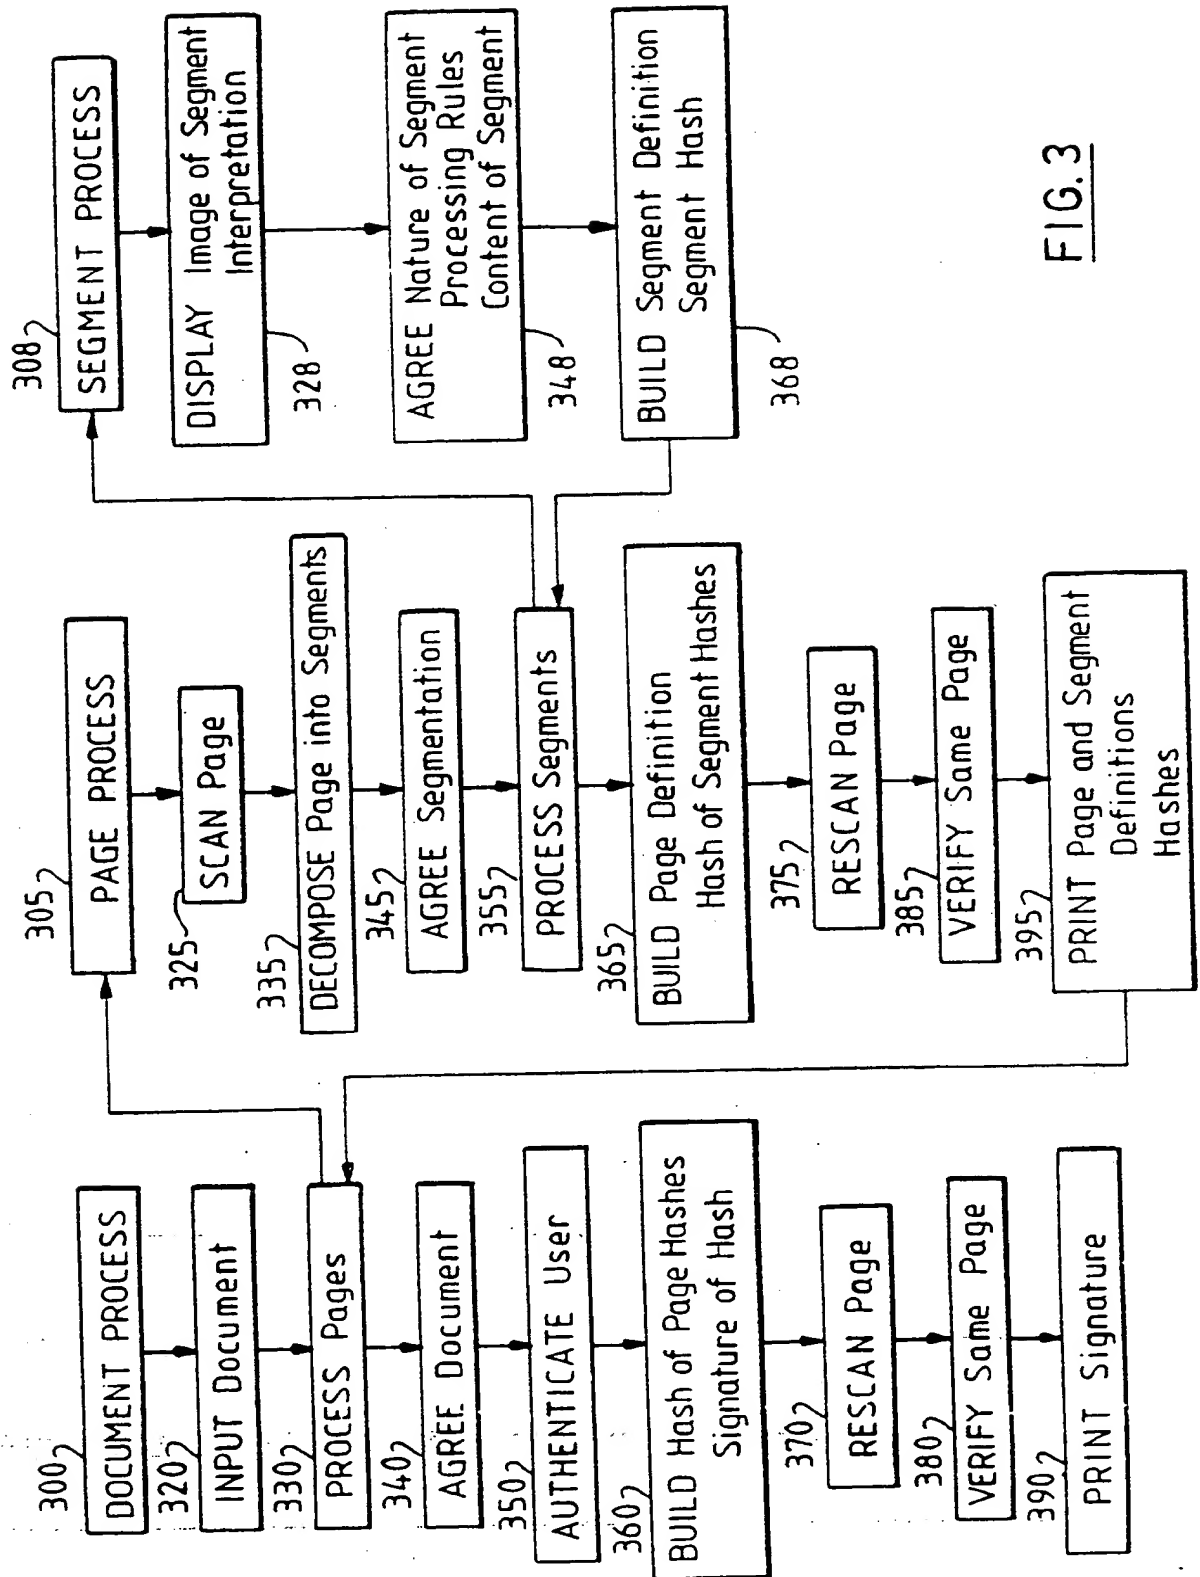 300
DOCUMENT PROCESS
320
INPUT Document
330
PROCESS Pages
340
AGREE Document
350
AUTHENTICATE User
360
BUILD Hash of Page Hashes
Signature of Hash
370
RESCAN Page
380
VERIFY Same Page
390
PRINT Signature
305
PAGE PROCESS
325
SCAN Page
335
DECOMPOSE Page into Segments
345
AGREE Segmentation
355
PROCESS Segments
365
BUILD Page Definition
Hash of Segment Hashes
375
RESCAN Page
385
VERIFY Same Page
395
PRINT Page and Segment
Definitions
Hashes
308
SEGMENT PROCESS
DISPLAY Image of Segment
Interpretation
328
AGREE Nature of Segment
Processing Rules
Content of Segment
348
BUILD Segment Definition
Segment Hash
368
FIG.3